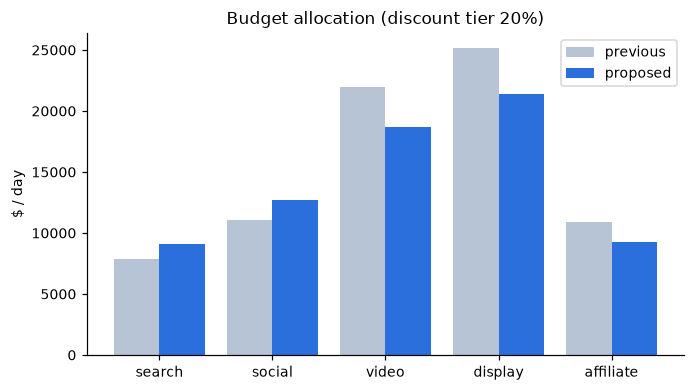 Budget allocation (discount tier 20%)
previous
proposed
$ / day
25000
20000
15000
10000
5000
0
search
social
video
display
affiliate